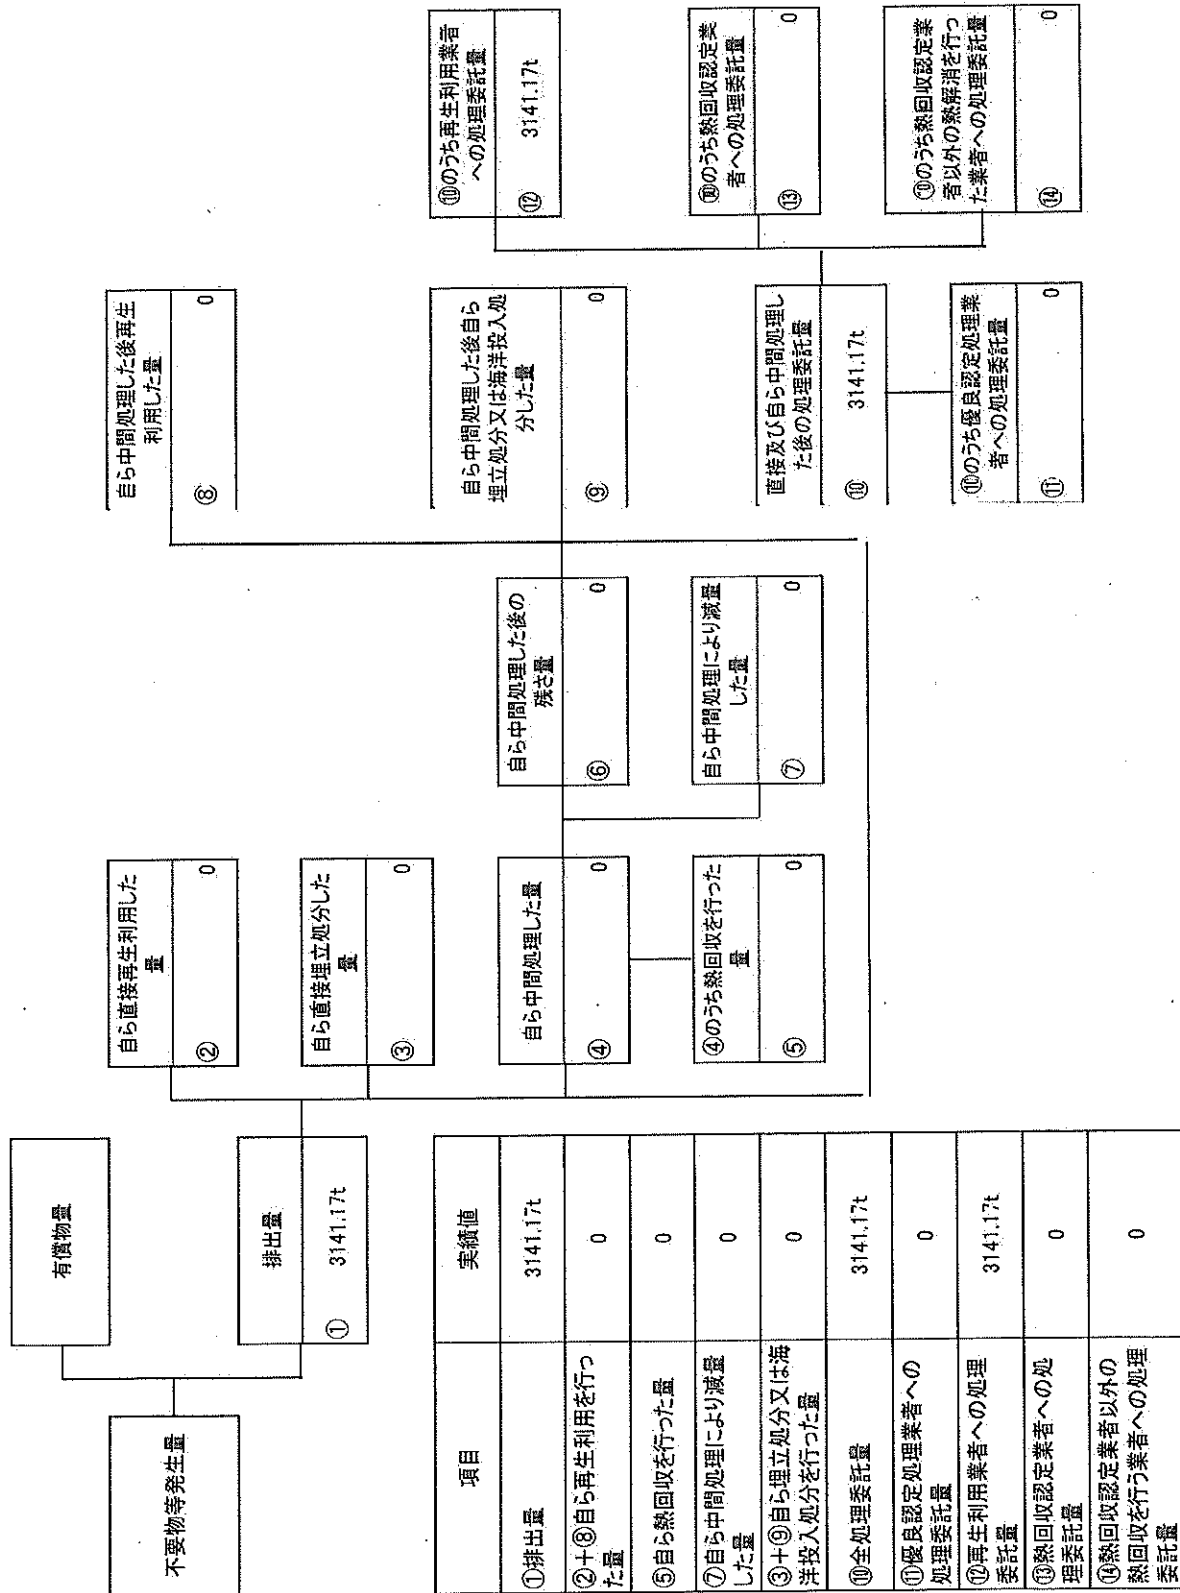 不要物等発生量
有償物量
排出量
① 3141.17t
自ら直接再生利用した
量
② 0
自ら直接埋立処分した
量
③ 0
自ら中間処理した量
④ 0
④のうち熱回収を行った
量
⑤ 0
自ら中間処理した後の
残さ量
⑥ 0
自ら中間処理により減量
した量
⑦ 0
自ら中間処理した後再生
利用した量
⑧ 0
自ら中間処理した後自ら
埋立処分又は海洋投入処
分した量
⑨ 0
直接及び自ら中間処理し
た後の処理委託量
⑩ 3141.17t
⑩のうち優良認定処理業
者への処理委託量
⑪ 0
⑩のうち再生利用業者
への処理委託量
⑫ 3141.17t
⑩のうち熱回収認定業
者への処理委託量
⑬ 0
⑩のうち熱回収認定業
者以外の熱解消を行っ
た業者への処理委託量
⑭ 0
項目 実績値
①排出量 3141.17t
②+⑧自ら再生利用を行っ
た量 0
⑤自ら熱回収を行った量 0
⑦自ら中間処理により減量
した量 0
③+⑨自ら埋立処分又は海
洋投入処分を行った量 0
⑩全処理委託量 3141.17t
⑪優良認定処理業者への
処理委託量 0
⑫再生利用業者への処理
委託量 3141.17t
⑬熱回収認定業者への処
理委託量 0
⑭熱回収認定業者以外の
熱回収を行う業者への処理
委託量 0